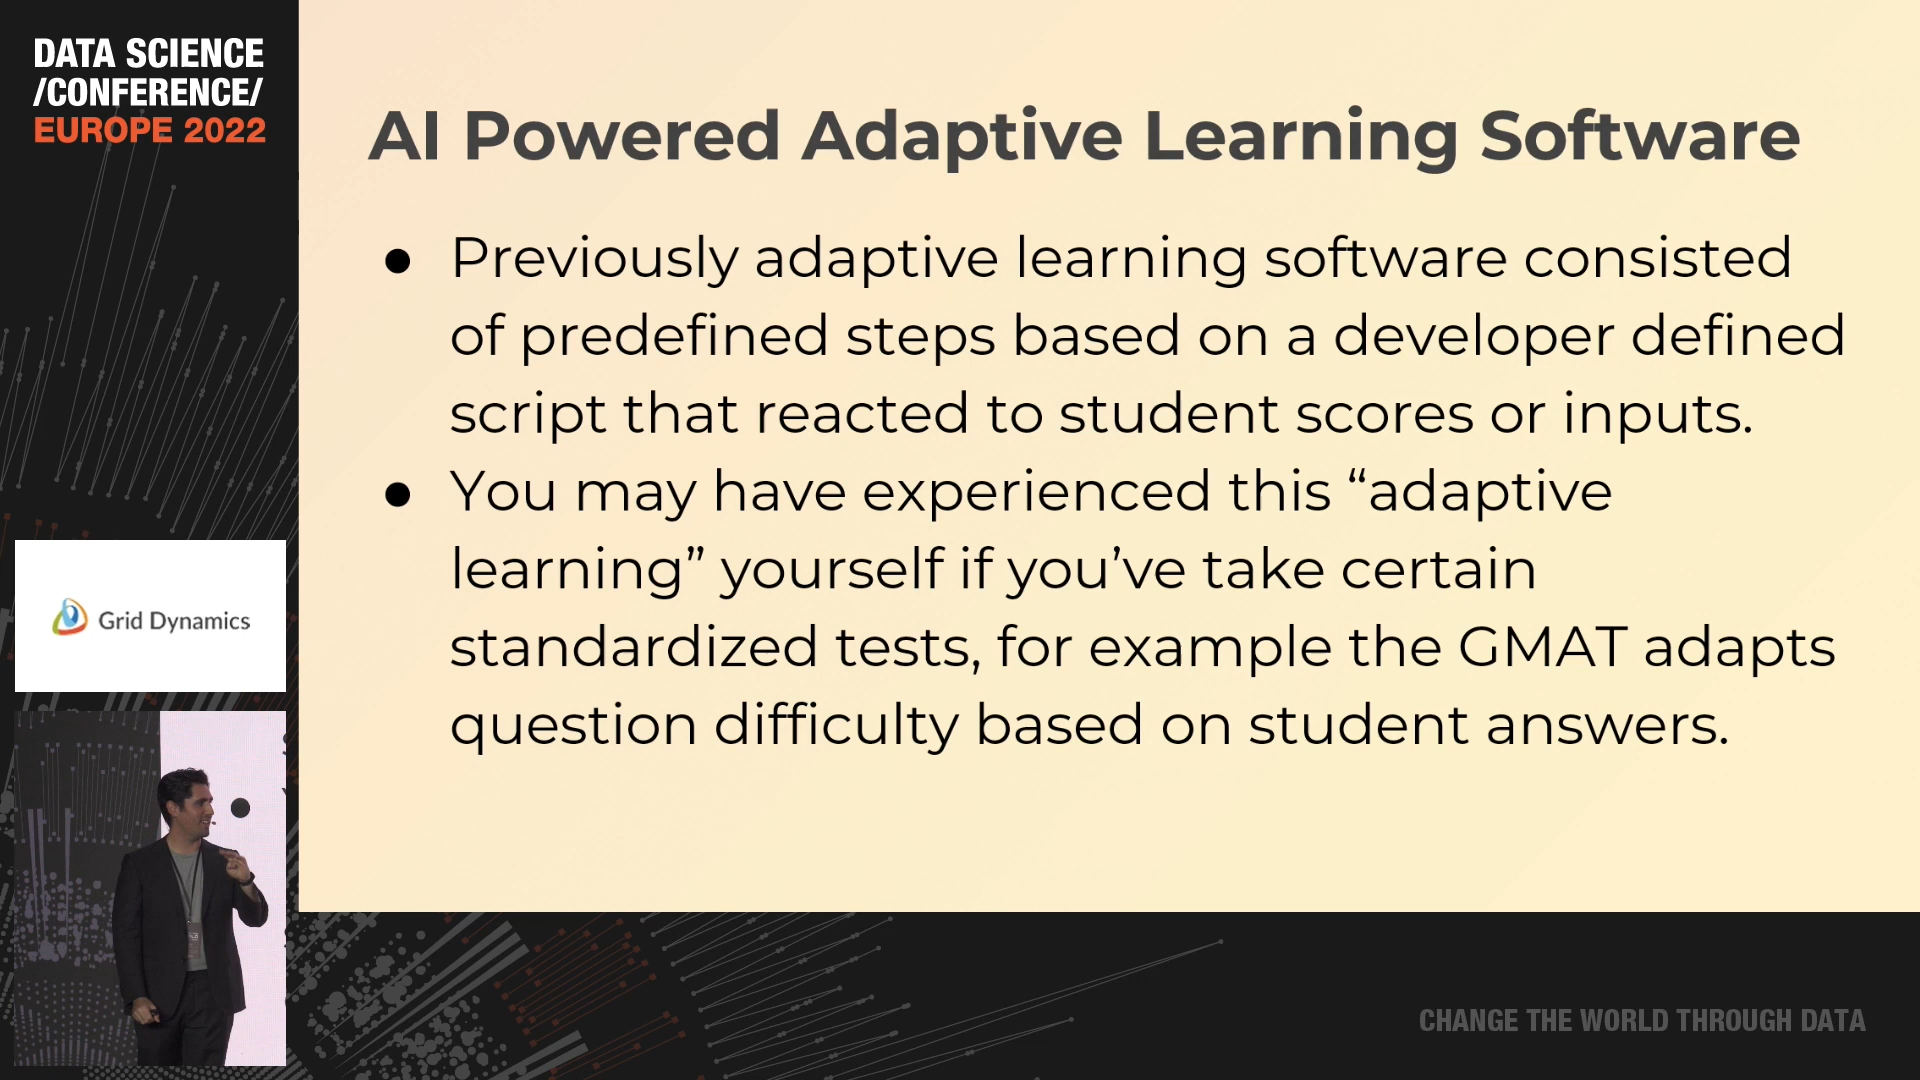 DATA SCIENCE
/CONFERENCE/
EUROPE 2022
AI Powered Adaptive Learning Software
● Previously adaptive learning software consisted
of predefined steps based on a developer defined
script that reacted to student scores or inputs.
● You may have experienced this “adaptive
learning” yourself if you’ve take certain
standardized tests, for example the GMAT adapts
question difficulty based on student answers.
Grid Dynamics
CHANGE THE WORLD THROUGH DATA